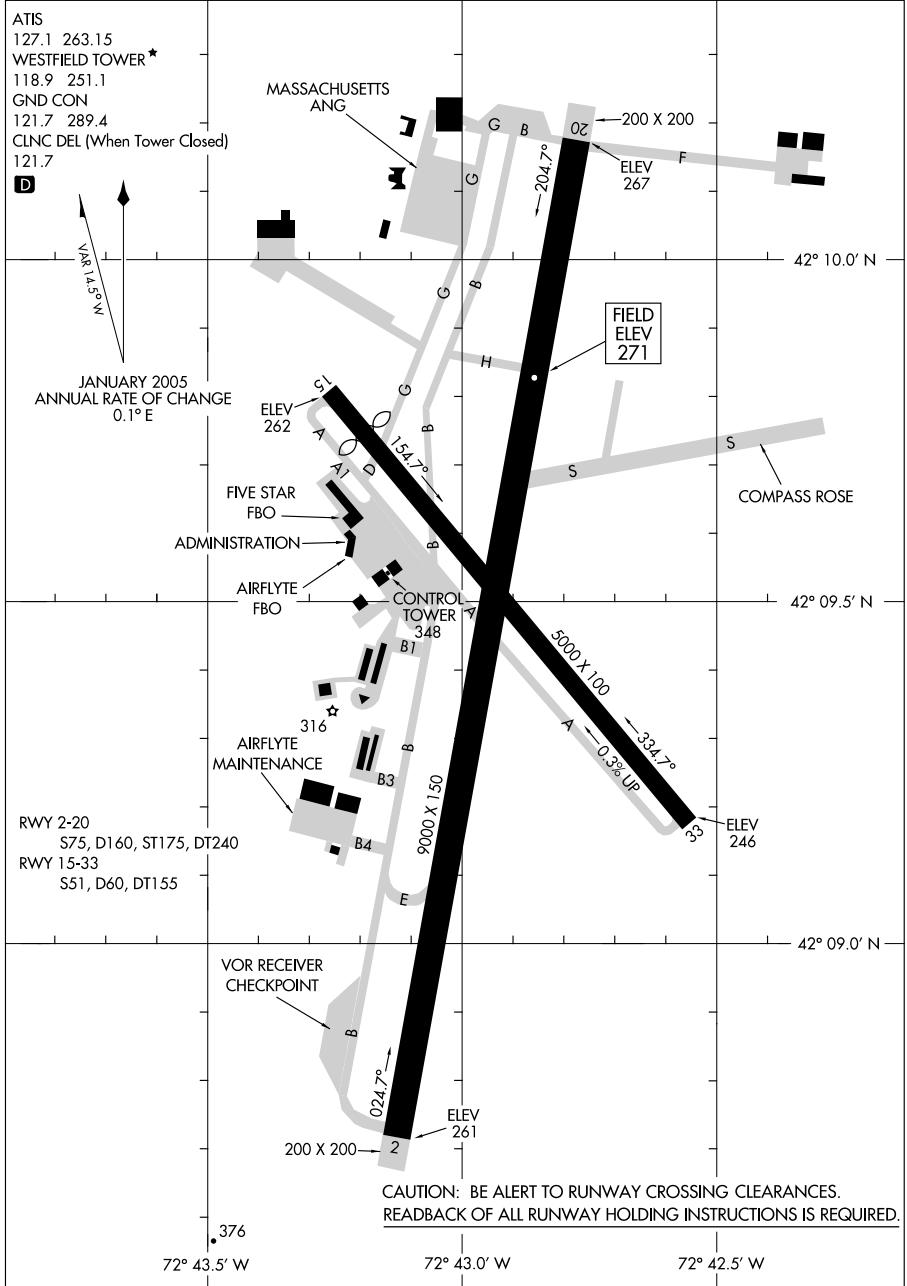 ATIS
127.1 263.15
WESTFIELD TOWER
118.9 251.1
GND CON
121.7 289.4
CLNC DEL (When Tower Closed)
121.7
D
VAR 14.5° W
JANUARY 2005
ANNUAL RATE OF CHANGE
0.1° E
MASSACHUSETTS
ANG
G
B
20
200 X 200
ELEV
267
F
204.7°
G
42° 10.0' N
G
B
B
FIELD
ELEV
271
H
15
ELEV
262
G
A
B
154.7°
A1
D
S
S
COMPASS ROSE
FIVE STAR
FBO
ADMINISTRATION
B
AIRFLYTE
FBO
CONTROL
TOWER
348
A
42° 09.5' N
B1
5000 X 100
316
B
A
334.7°
0.3% UP
AIRFLYTE
MAINTENANCE
B3
9000 X 150
33
ELEV
246
RWY 2-20
S75, D160, ST175, DT240
RWY 15-33
S51, D60, DT155
B4
E
42° 09.0' N
VOR RECEIVER
CHECKPOINT
B
024.7°
ELEV
261
200 X 200
2
CAUTION: BE ALERT TO RUNWAY CROSSING CLEARANCES.
READBACK OF ALL RUNWAY HOLDING INSTRUCTIONS IS REQUIRED.
376
72° 43.5' W
72° 43.0' W
72° 42.5' W